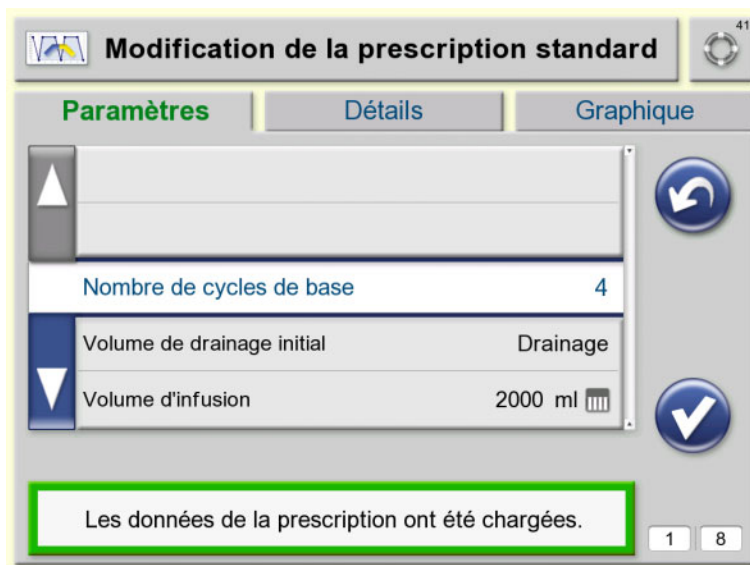 Modification de la prescription standard
41
Paramètres Détails Graphique
Nombre de cycles de base 4
Volume de drainage initial Drainage
Volume d'infusion 2000 ml
Les données de la prescription ont été chargées.
1 8